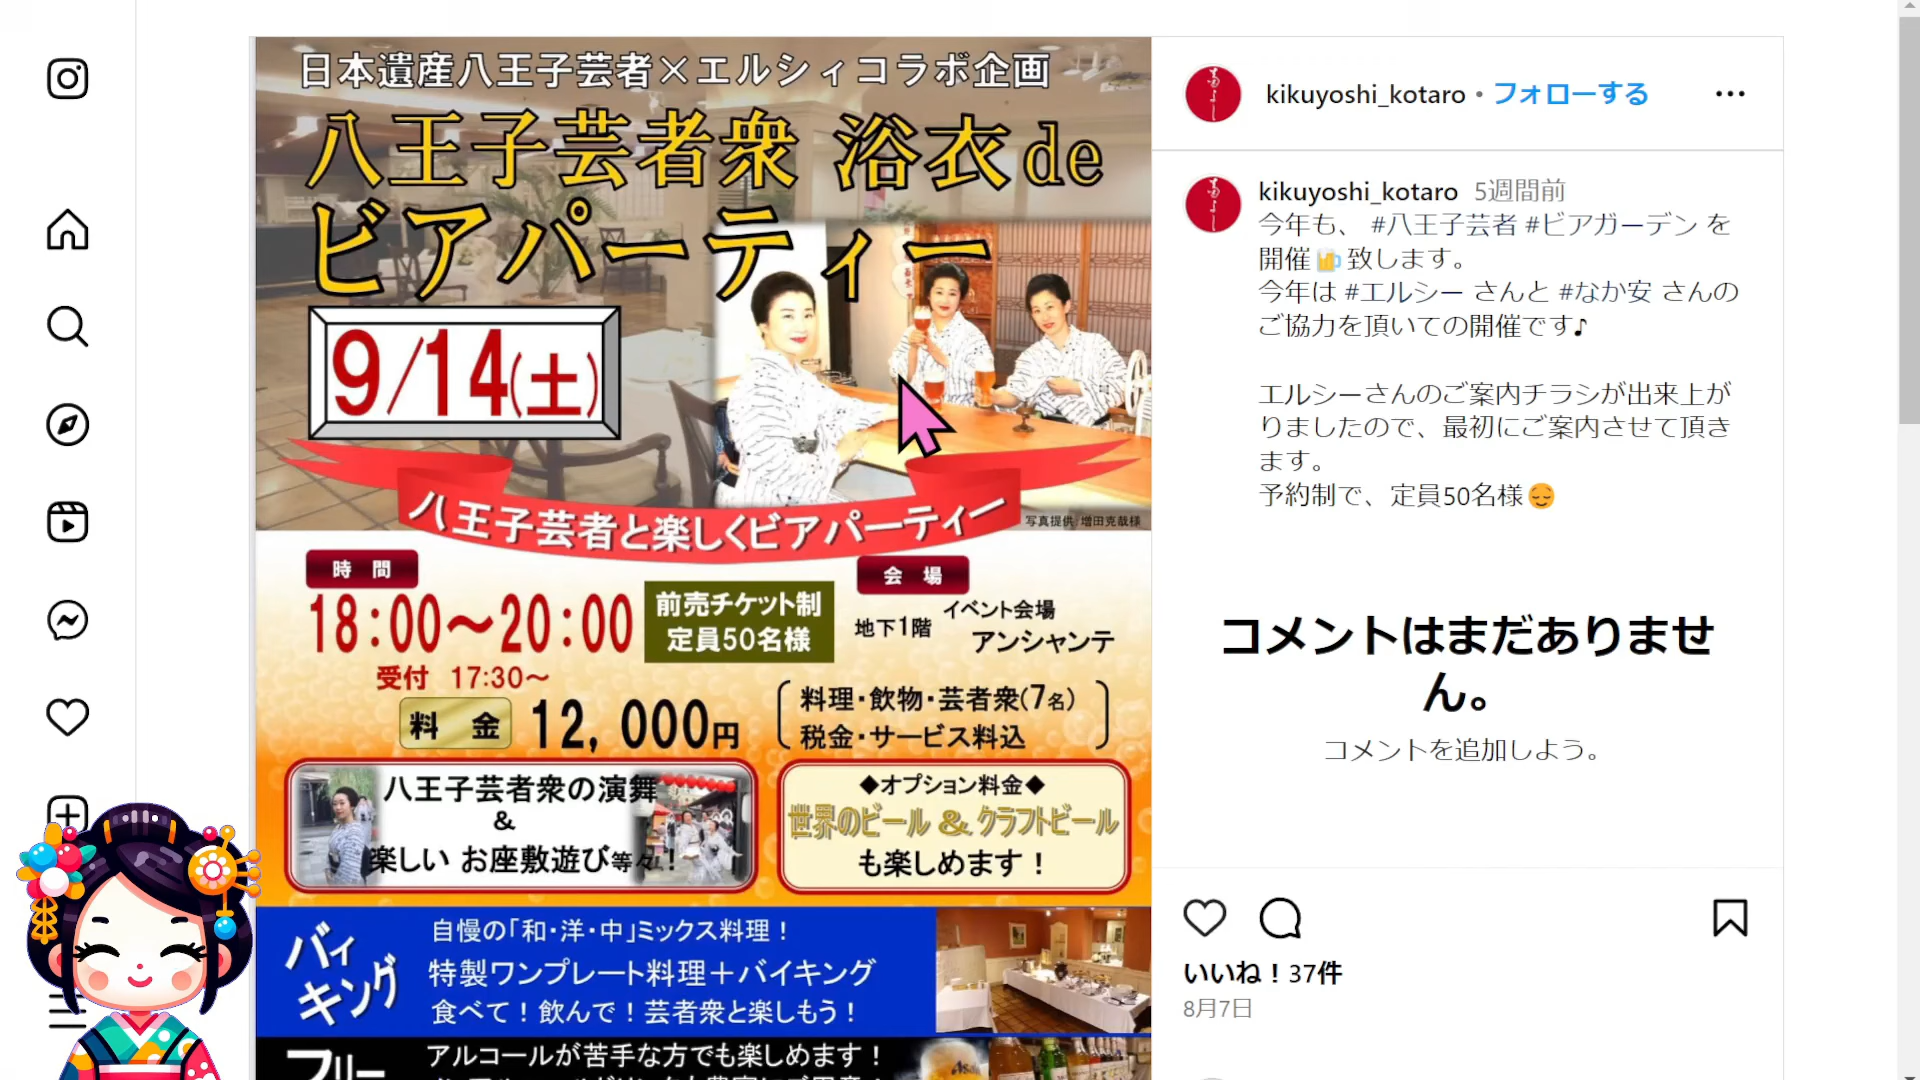 日本遺産八王子芸者×エルシィコラボ企画
八王子芸者衆 浴衣de
ビアパーティー
9/14(土)
八王子芸者と楽しくビアパーティー
写真提供 増田克哉様
時 間
18:00～20:00
受付 17:30～
前売チケット制
定員50名様
会 場
地下1階
イベント会場
アンシャンテ
料 金
12,000円
料理・飲物・芸者衆(7名)
税金・サービス料込
八王子芸者衆の演舞
&
楽しい お座敷遊び等々！
◆オプション料金◆
世界のビール & クラフトビール
も楽しめます！
バイキング
自慢の「和・洋・中」ミックス料理！
特製ワンプレート料理＋バイキング
食べて！飲んで！芸者衆と楽しもう！
フリー
アルコールが苦手な方でも楽しめます！
kikuyoshi_kotaro • フォローする
kikuyoshi_kotaro 5週間前
今年も、 #八王子芸者 #ビアガーデン を
開催🍺致します。
今年は #エルシー さんと #なか安 さんの
ご協力を頂いての開催です♪
エルシーさんのご案内チラシが出来上が
りましたので、最初にご案内させて頂き
ます。
予約制で、定員50名様😌
コメントはまだありませ
ん。
コメントを追加しよう。
いいね！37件
8月7日